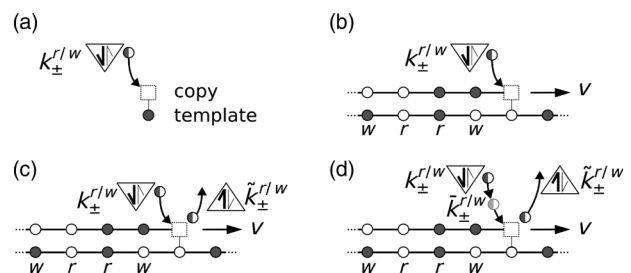 (a)
k±^{r/w}
copy
template
(b)
k±^{r/w}
v
w r r w
(c)
k±^{r/w} k̃±^{r/w}
v
w r r w
(d)
k±^{r/w} k̄±^{r/w} k̃±^{r/w}
v
w r r w